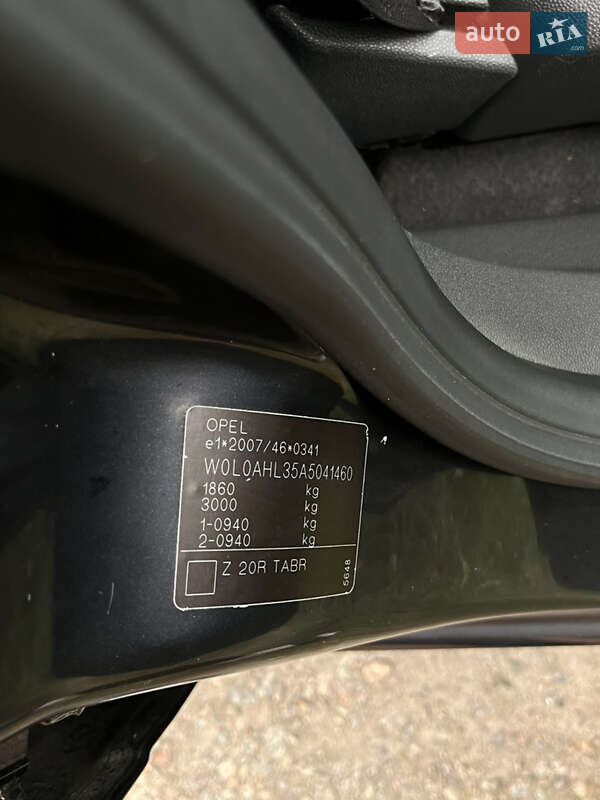 auto RIA .com
OPEL
e1*2007/46*0341
W0L0AHL35A5041460
1860 kg
3000 kg
1-0940 kg
2-0940 kg
Z 20R TABR
5648